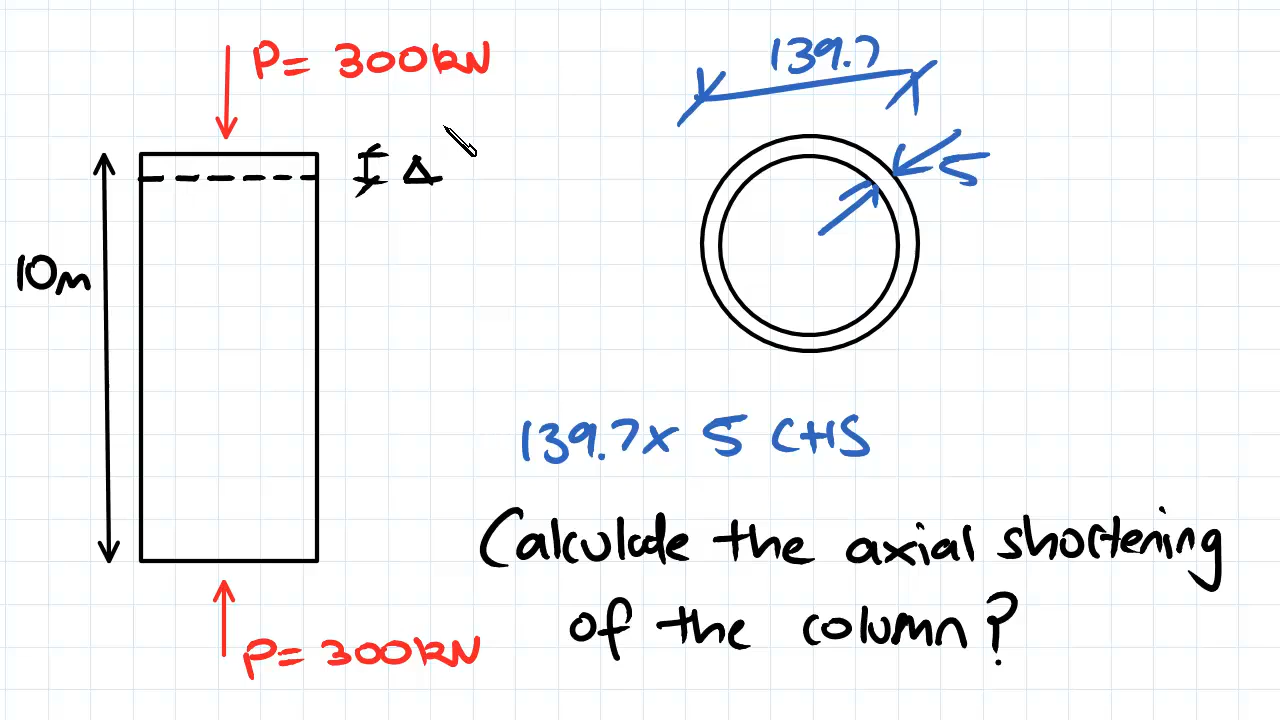 P= 300kN
139.7
Δ
5
10m
139.7x 5 CHS
Calculate the axial shortening
of the column?
P= 300kN